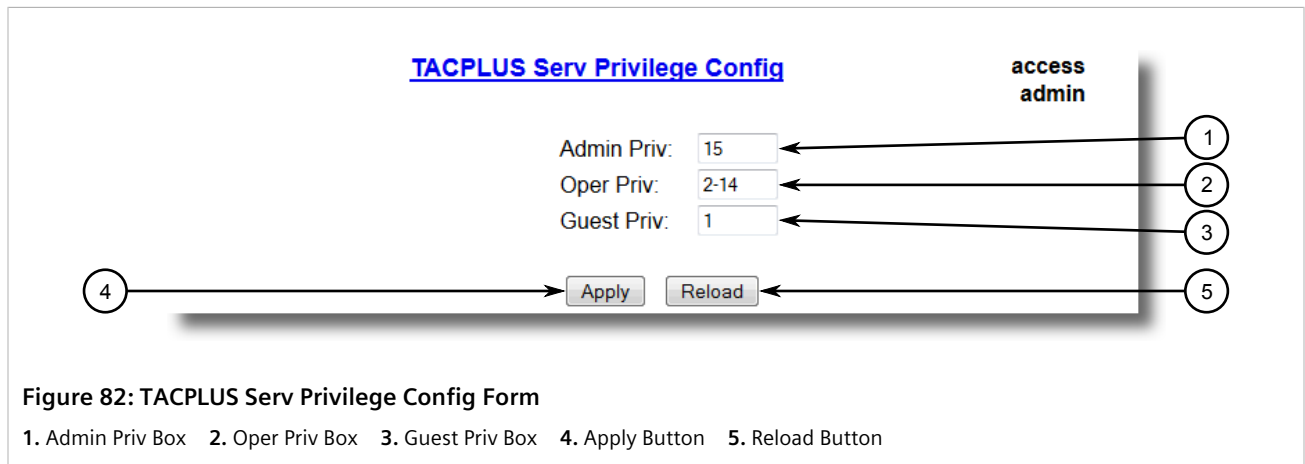 TACPLUS Serv Privilege Config
access
admin
Admin Priv: 15
1
Oper Priv: 2-14
2
Guest Priv: 1
3
4
Apply Reload
5
Figure 82: TACPLUS Serv Privilege Config Form
1. Admin Priv Box 2. Oper Priv Box 3. Guest Priv Box 4. Apply Button 5. Reload Button